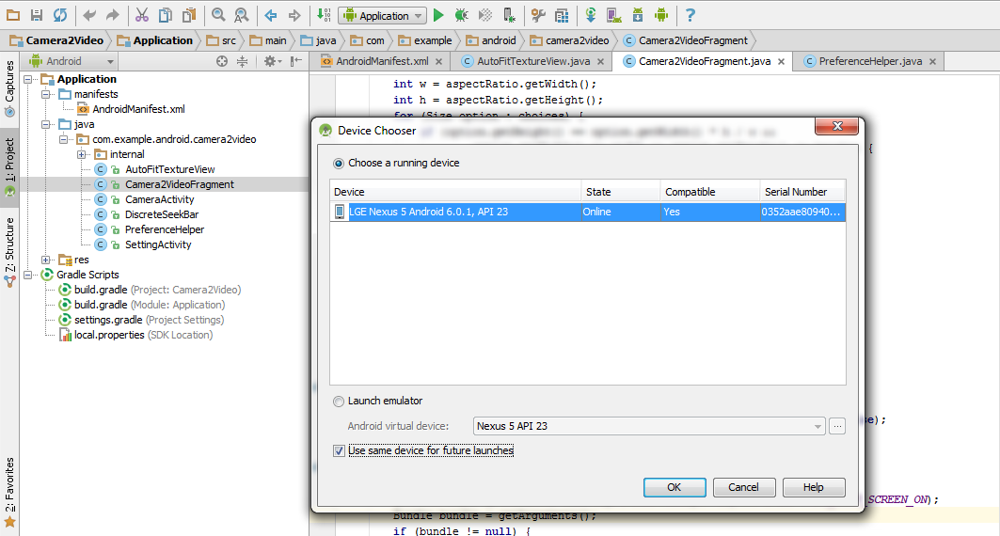 Application
Camera2Video Application src main java com example android camera2video Camera2VideoFragment
1: Project
Captures
Z: Structure
2: Favorites
Android
Application
manifests
AndroidManifest.xml
java
com.example.android.camera2video
internal
AutoFitTextureView
Camera2VideoFragment
CameraActivity
DiscreteSeekBar
PreferenceHelper
SettingActivity
res
Gradle Scripts
build.gradle (Project: Camera2Video)
build.gradle (Module: Application)
settings.gradle (Project Settings)
local.properties (SDK Location)
AndroidManifest.xml AutoFitTextureView.java Camera2VideoFragment.java PreferenceHelper.java
int w = aspectRatio.getWidth();
int h = aspectRatio.getHeight();
for (Size option : choices) {
{
Device Chooser
Choose a running device
Device State Compatible Serial Number
LGE Nexus 5 Android 6.0.1, API 23 Online Yes 0352aae80940...
Launch emulator
Android virtual device: Nexus 5 API 23 ...
Use same device for future launches
OK Cancel Help
);
_SCREEN_ON);
Bundle bundle = getArguments();
if (bundle != null) {
?